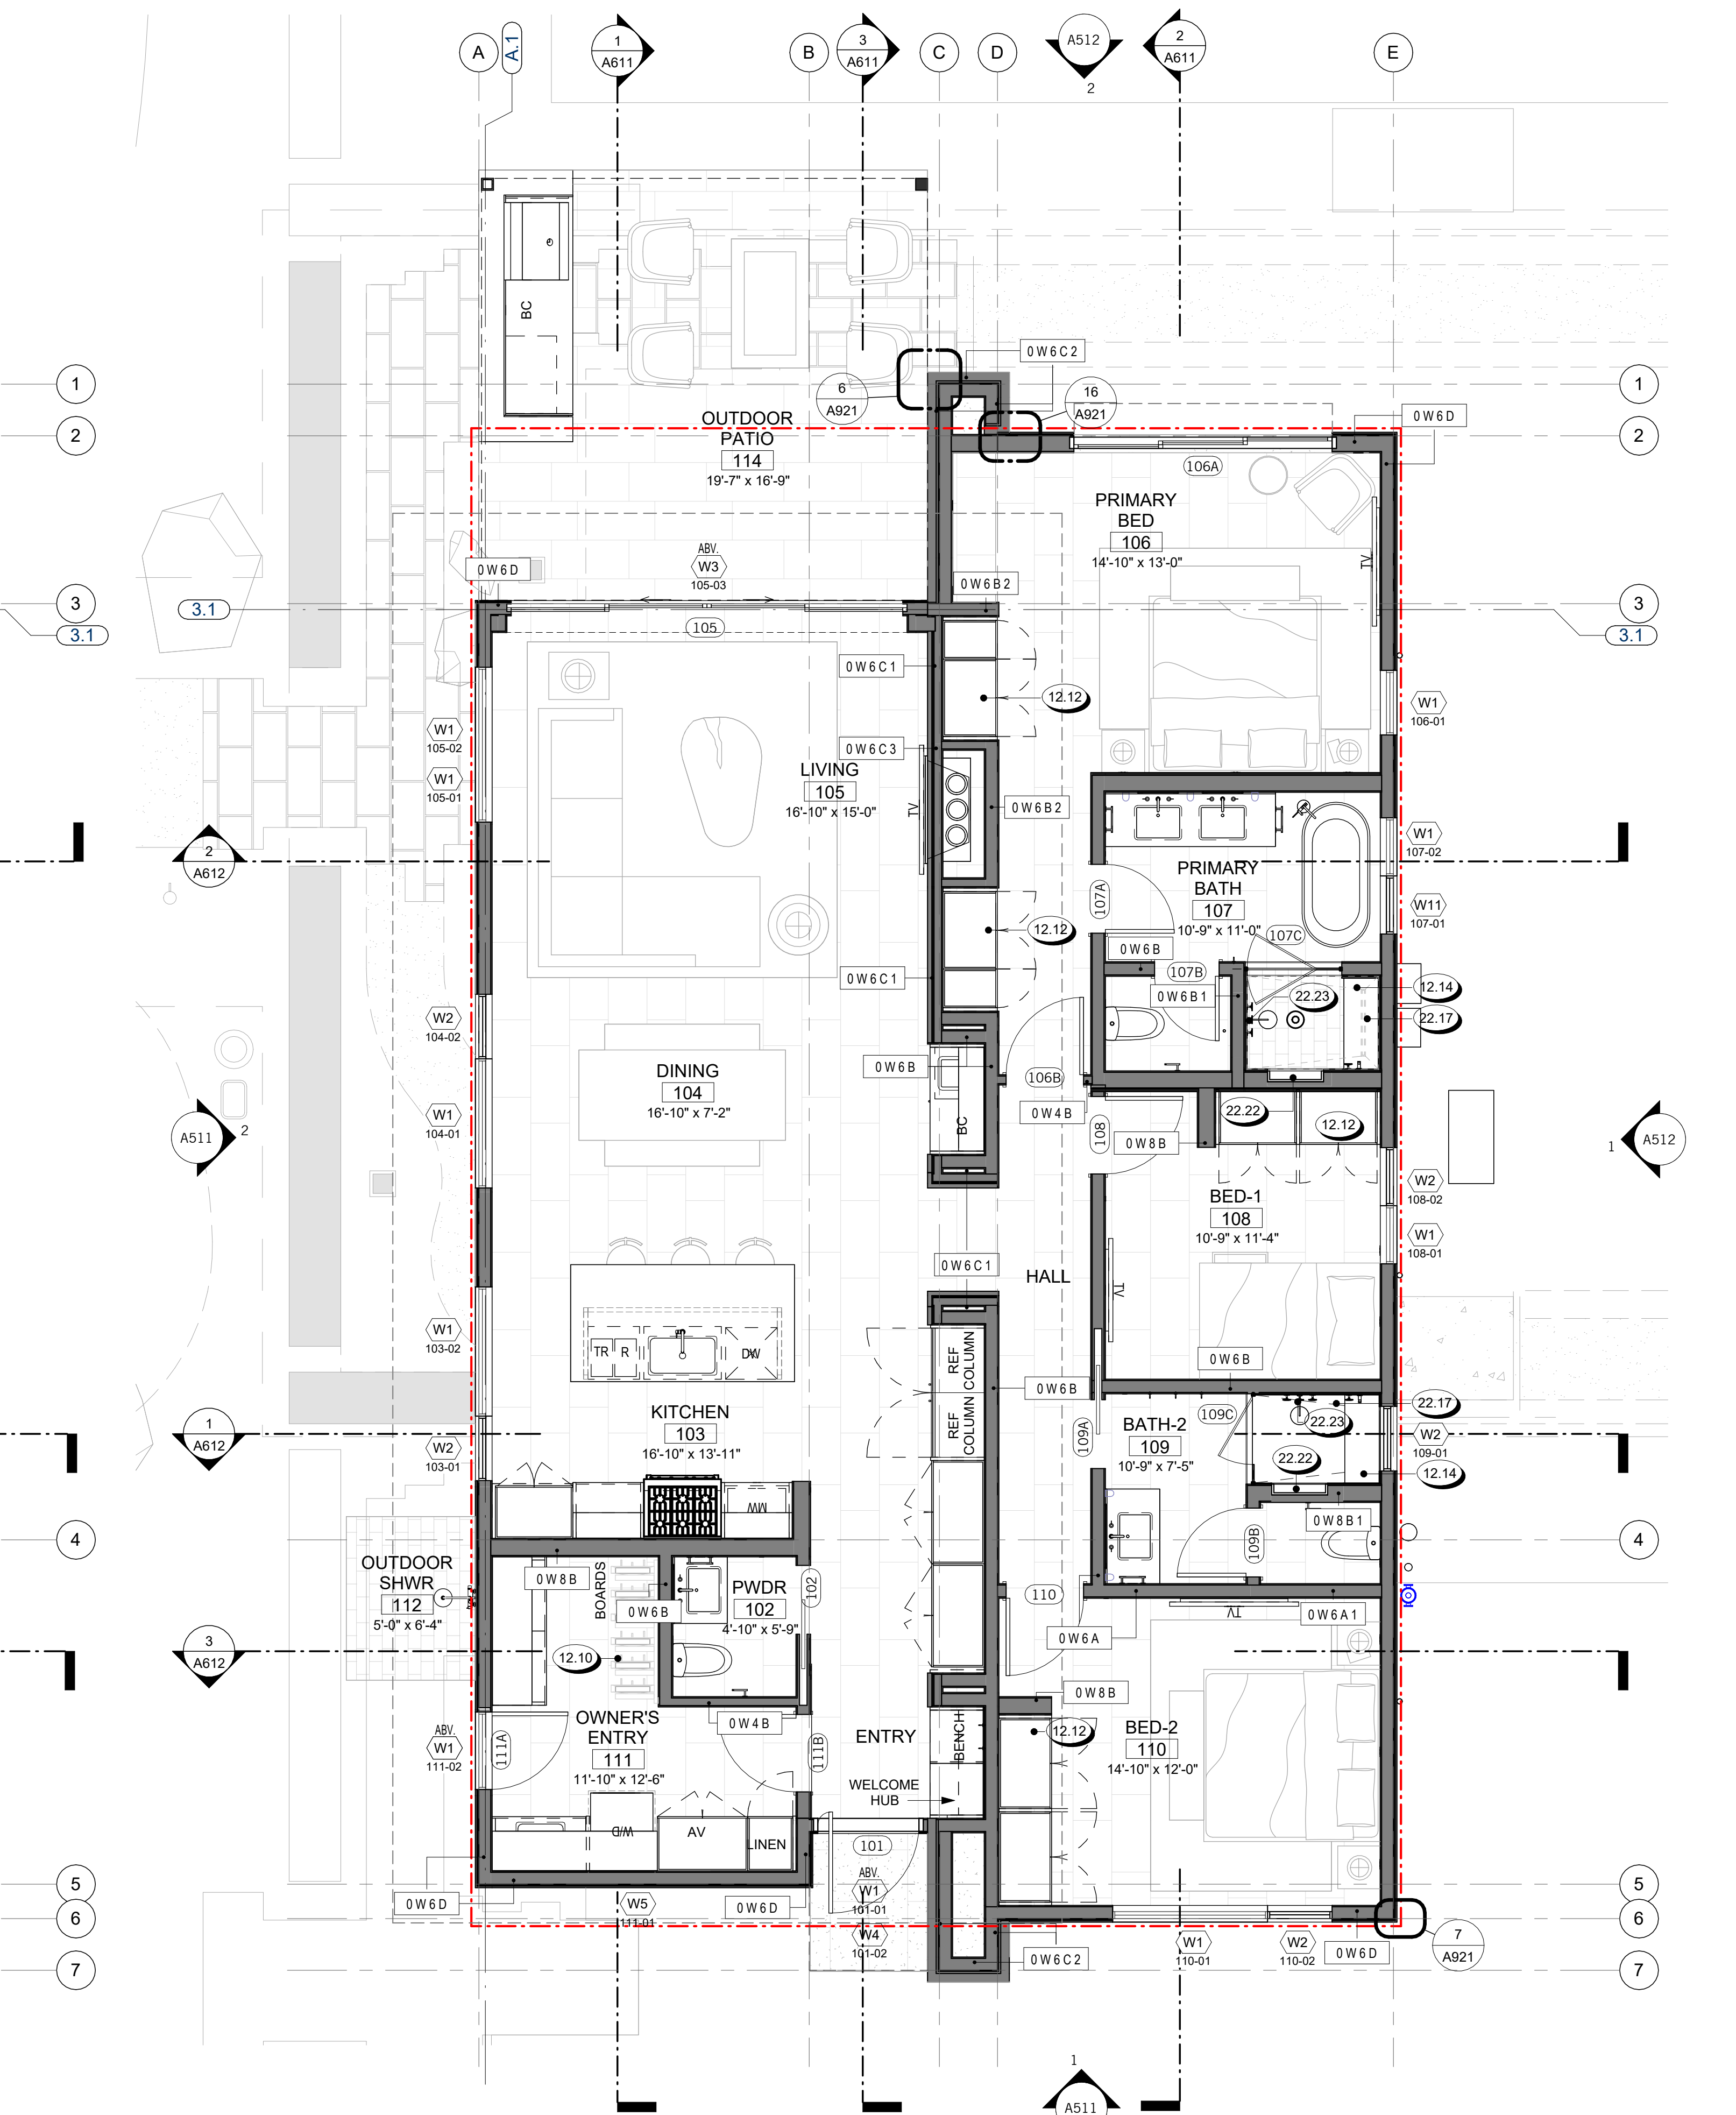 A
A.1
1
A611
B
3
A611
C
D
A512
2
2
A611
E
BC
0W6C2
1
1
6
A921
16
A921
0W6D
2
2
OUTDOOR
PATIO
114
19'-7" x 16'-9"
106A
PRIMARY
BED
106
14'-10" x 13'-0"
TV
ABV.
W3
105-03
0W6D
0W6B2
3
3.1
3.1
3
3.1
105
0W6C1
12.12
W1
106-01
W1
105-02
0W6C3
LIVING
105
16'-10" x 15'-0"
TV
W1
105-01
0W6B2
2
A612
W1
107-02
PRIMARY
BATH
107
10'-9" x 11'-0"
107A
W11
107-01
12.12
107C
0W6B
107B
0W6C1
0W6B1
22.23
12.14
22.17
W2
104-02
DINING
104
16'-10" x 7'-2"
0W6B
106B
0W4B
W1
104-01
A511
2
BC
108
22.22
12.12
0W8B
1
A512
W2
108-02
BED-1
108
10'-9" x 11'-4"
W1
108-01
0W6C1
HALL
TV
W1
103-02
TR
R
DW
REF
COLUMN
REF
COLUMN
0W6B
0W6B
KITCHEN
103
16'-10" x 13'-11"
1
A612
W2
103-01
109A
BATH-2
109
10'-9" x 7'-5"
109C
22.23
22.17
W2
109-01
22.22
12.14
MW
0W8B1
4
4
109B
OUTDOOR
SHWR
112
5'-0" x 6'-4"
0W8B
BOARDS
0W6B
PWDR
102
4'-10" x 5'-9"
102
110
TV
0W6A1
0W6A
3
A612
12.10
0W8B
OWNER'S
ENTRY
111
11'-10" x 12'-6"
0W4B
ABV.
W1
111-02
111A
111B
ENTRY
BENCH
12.12
BED-2
110
14'-10" x 12'-0"
WELCOME
HUB
W/D
AV
LINEN
101
ABV.
W1
101-01
5
5
0W6D
W5
111-01
0W6D
6
6
W4
101-02
0W6C2
W1
110-01
W2
110-02
0W6D
7
A921
7
7
1
A511